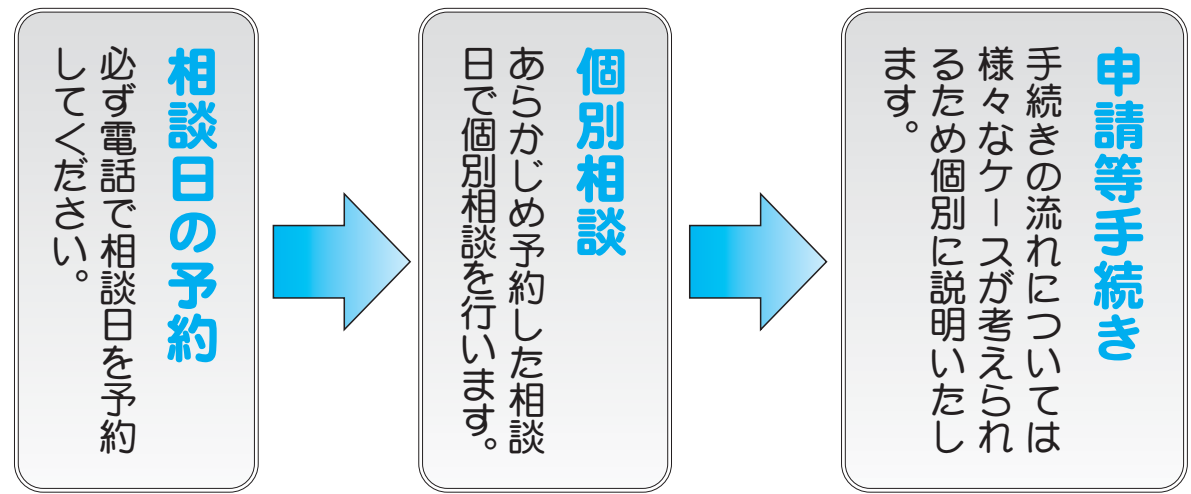 相談日の予約
必ず電話で相談日を予約
してください。
個別相談
あらかじめ予約した相談
日で個別相談を行います。
申請等手続き
手続きの流れについては
様々なケースが考えられ
るため個別に説明いたし
ます。